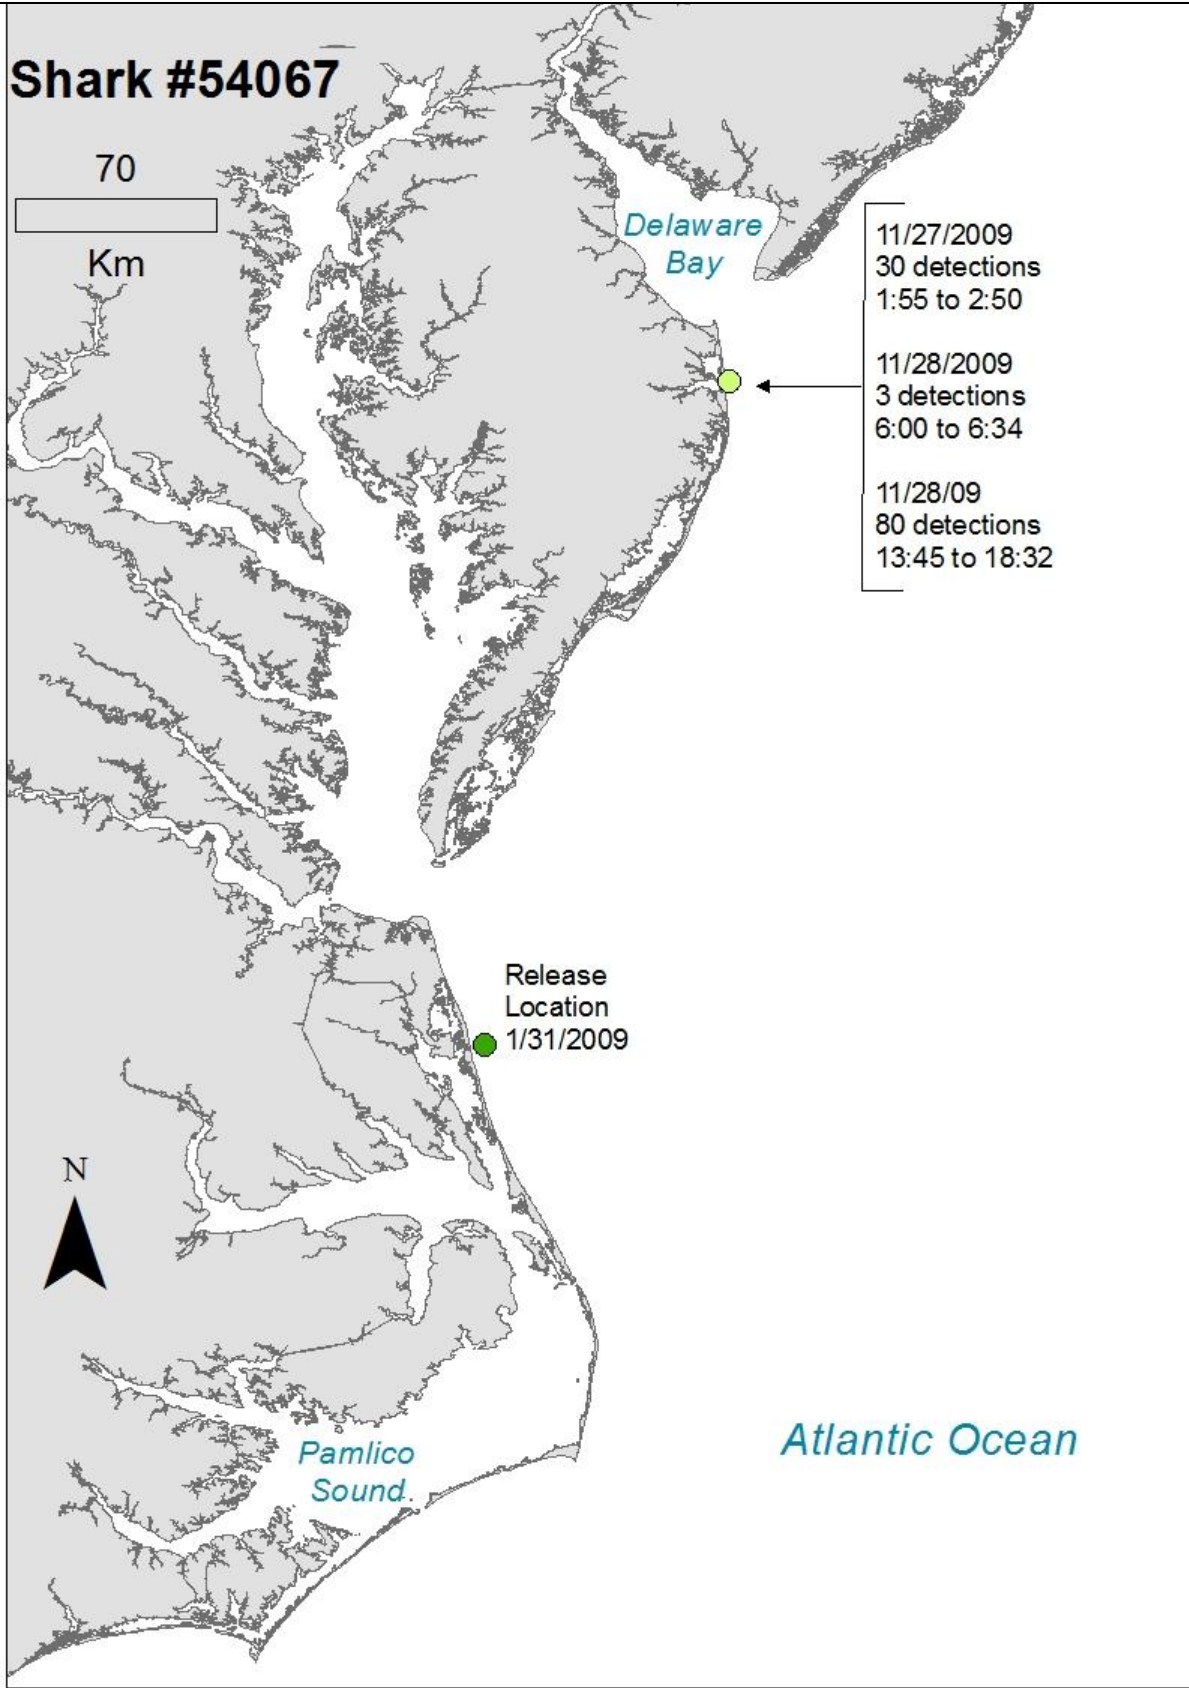 Shark #54067
70
Km
Delaware
Bay
11/27/2009
30 detections
1:55 to 2:50
11/28/2009
3 detections
6:00 to 6:34
11/28/09
80 detections
13:45 to 18:32
Release
Location
1/31/2009
N
Atlantic Ocean
Pamlico
Sound